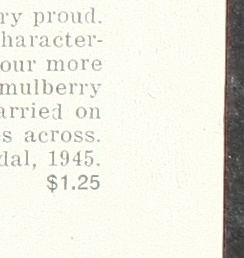 ry proud.
haracter-
our more
mulberry
arried on
s across.
dal, 1945.
$1.25